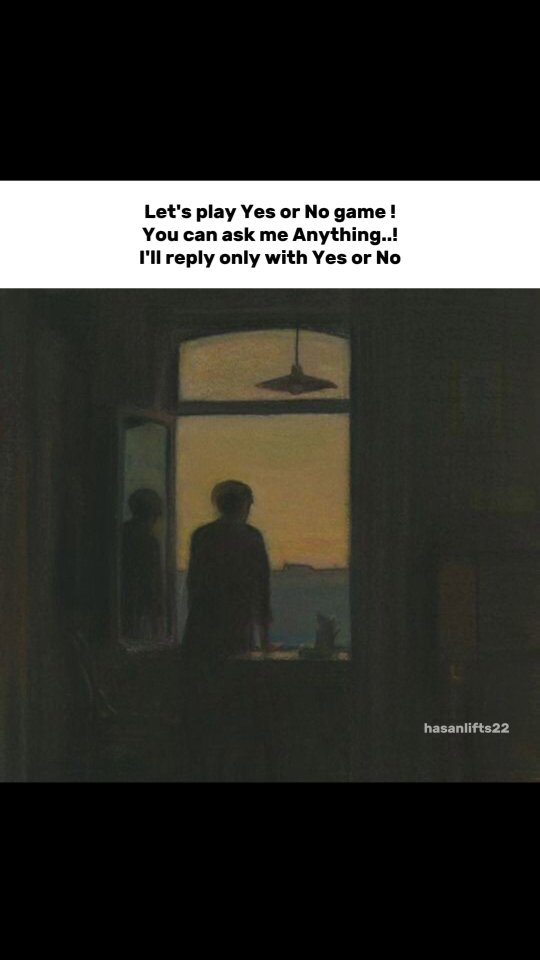 Let's play Yes or No game !
You can ask me Anything..!
I'll reply only with Yes or No
hasanlifts22